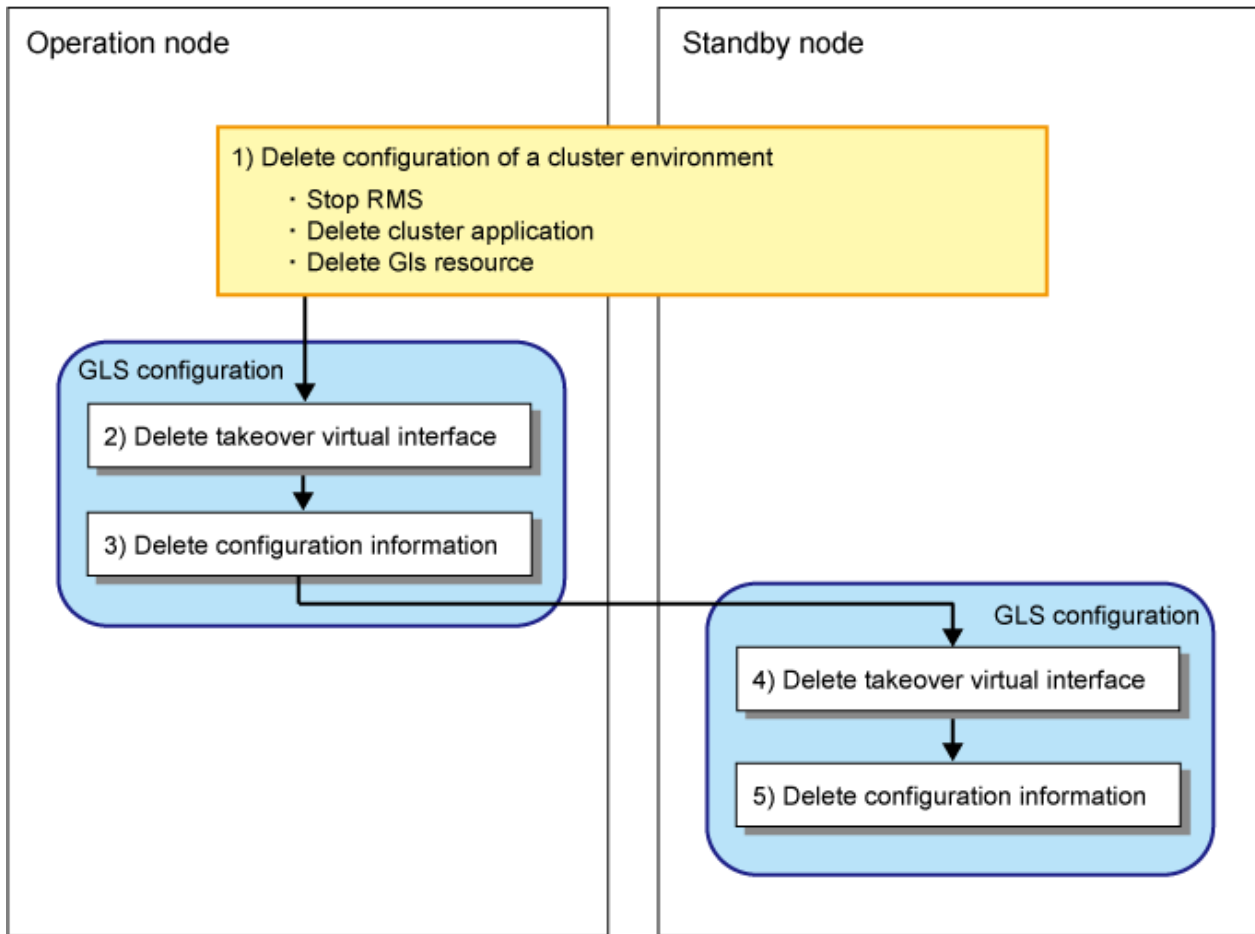 Operation node
Standby node
1) Delete configuration of a cluster environment
・ Stop RMS
・ Delete cluster application
・ Delete Gls resource
GLS configuration
2) Delete takeover virtual interface
3) Delete configuration information
GLS configuration
4) Delete takeover virtual interface
5) Delete configuration information